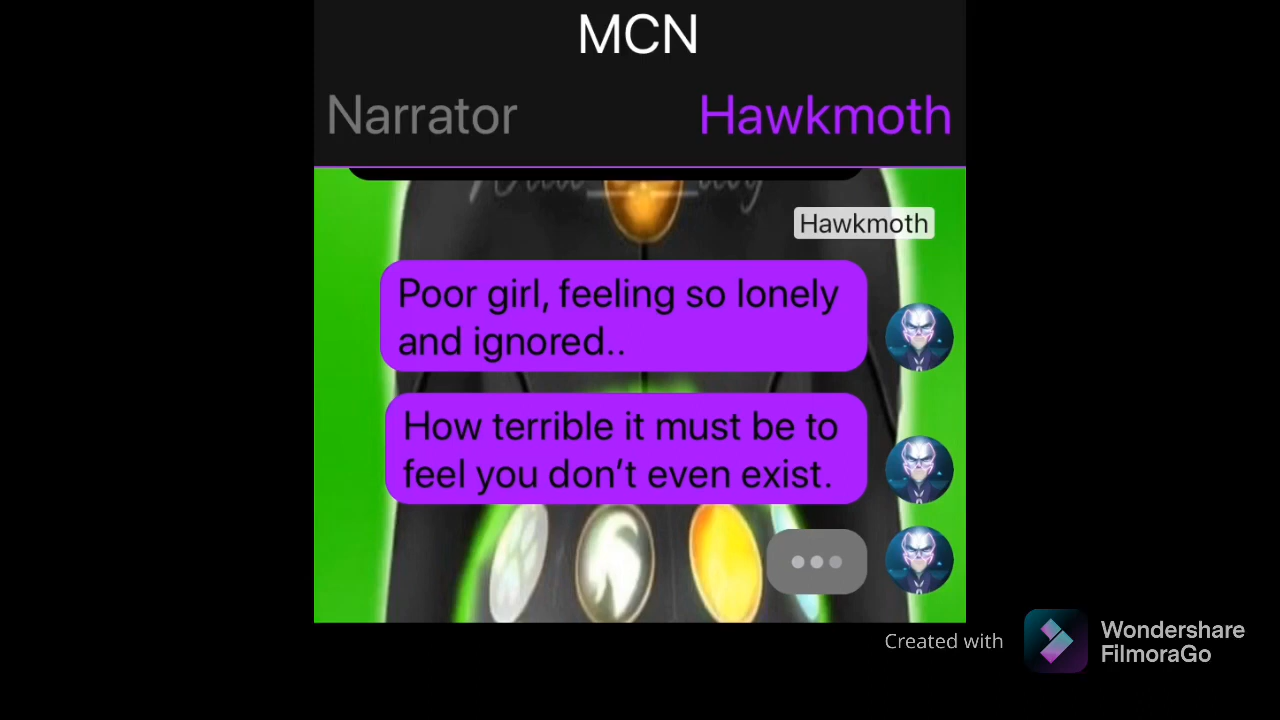 MCN
Narrator
Hawkmoth
Hawkmoth
Poor girl, feeling so lonely
and ignored..
How terrible it must be to
feel you don’t even exist.
Created with
Wondershare
FilmoraGo